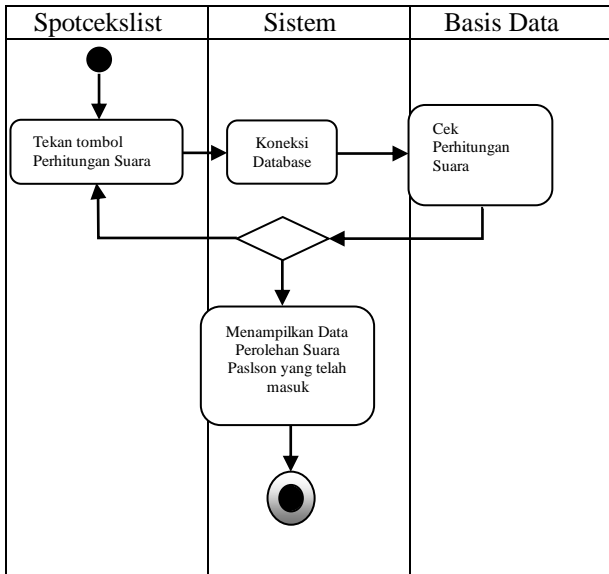 Spotcekslist
Sistem
Basis Data
Tekan tombol
Perhitungan Suara
Koneksi
Database
Cek
Perhitungan
Suara
Menampilkan Data
Perolehan Suara
Paslson yang telah
masuk